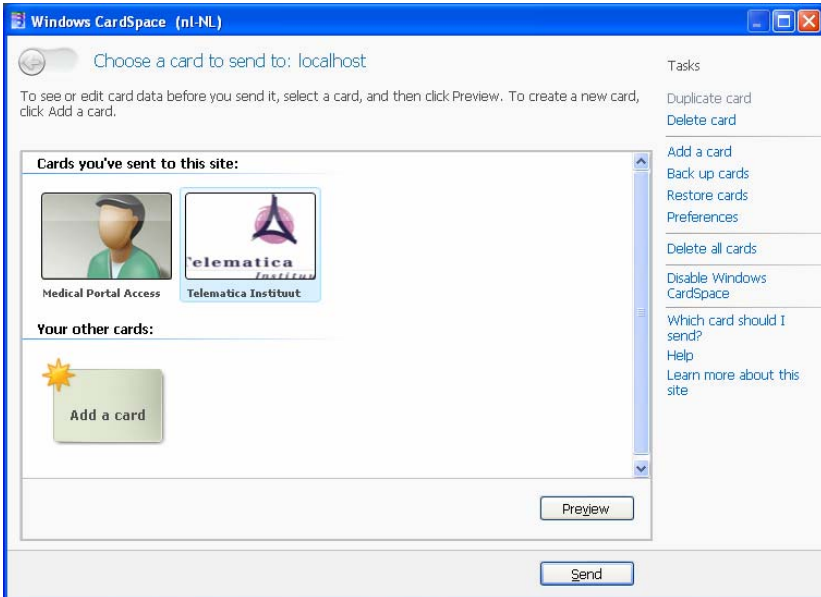 Windows CardSpace (nl-NL)
Choose a card to send to: localhost
To see or edit card data before you send it, select a card, and then click Preview. To create a new card,
click Add a card.
Cards you've sent to this site:
Telematica
Instituu
Medical Portal Access
Telematica Instituut
Your other cards:
Add a card
Preview
Send
Tasks
Duplicate card
Delete card
Add a card
Back up cards
Restore cards
Preferences
Delete all cards
Disable Windows
CardSpace
Which card should I
send?
Help
Learn more about this
site